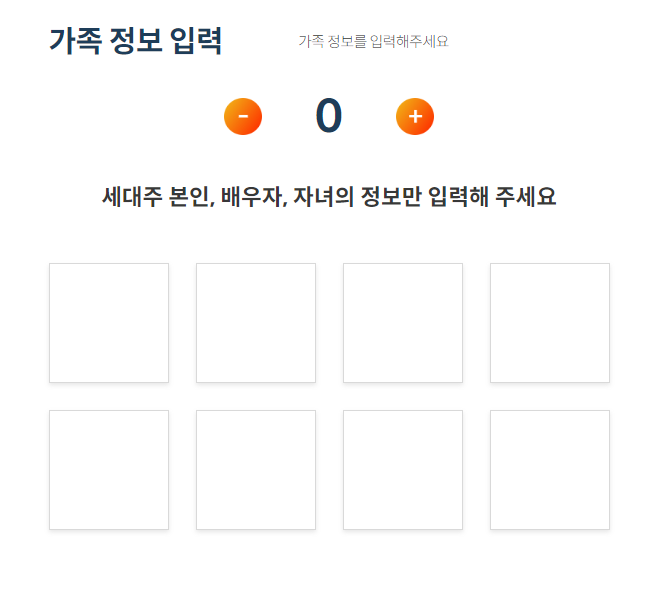 가족 정보 입력
가족 정보를 입력해주세요
- 0 +
세대주 본인, 배우자, 자녀의 정보만 입력해 주세요